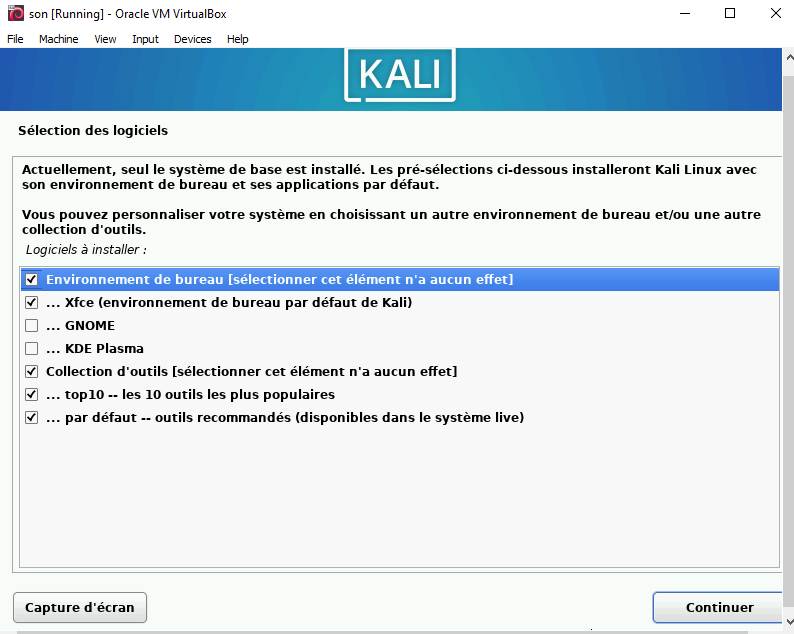 son [Running] - Oracle VM VirtualBox
File Machine View Input Devices Help
KALI
Sélection des logiciels
Actuellement, seul le système de base est installé. Les pré-sélections ci-dessous installeront Kali Linux avec
son environnement de bureau et ses applications par défaut.
Vous pouvez personnaliser votre système en choisissant un autre environnement de bureau et/ou une autre
collection d'outils.
Logiciels à installer :
Environnement de bureau [sélectionner cet élément n'a aucun effet]
... Xfce (environnement de bureau par défaut de Kali)
... GNOME
... KDE Plasma
Collection d'outils [sélectionner cet élément n'a aucun effet]
... top10 -- les 10 outils les plus populaires
... par défaut -- outils recommandés (disponibles dans le système live)
Capture d'écran
Continuer